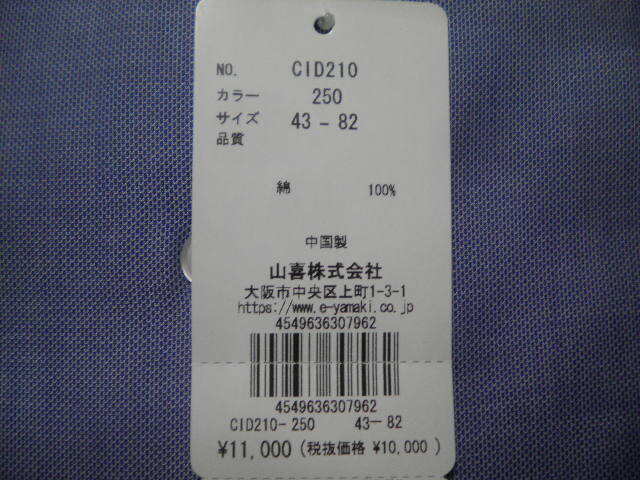 NO. CID210
カラー 250
サイズ 43 - 82
品質
綿 100%
中国製
山喜株式会社
大阪市中央区上町1-3-1
https://www.e-yamaki.co.jp
4549636307962
4549636307962
CID210-250 43-82
¥11,000 (税抜価格 ¥10,000 )